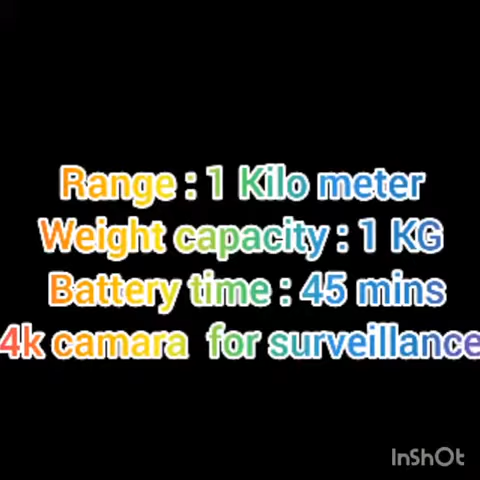 Range : 1 Kilo meter
Weight capacity : 1 KG
Battery time : 45 mins
4k camara for surveillance
InShOt